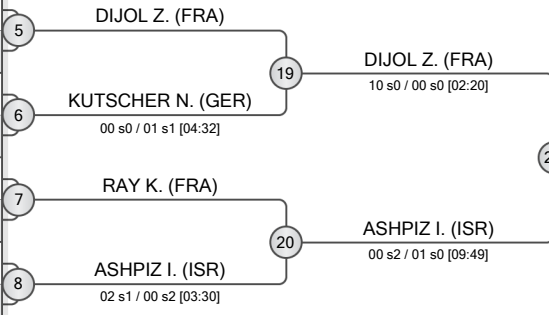 DIJOL Z. (FRA)
5
19
DIJOL Z. (FRA)
10 s0 / 00 s0 [02:20]
KUTSCHER N. (GER)
6
00 s0 / 01 s1 [04:32]
RAY K. (FRA)
7
20
ASHPIZ I. (ISR)
00 s2 / 01 s0 [09:49]
ASHPIZ I. (ISR)
8
02 s1 / 00 s2 [03:30]